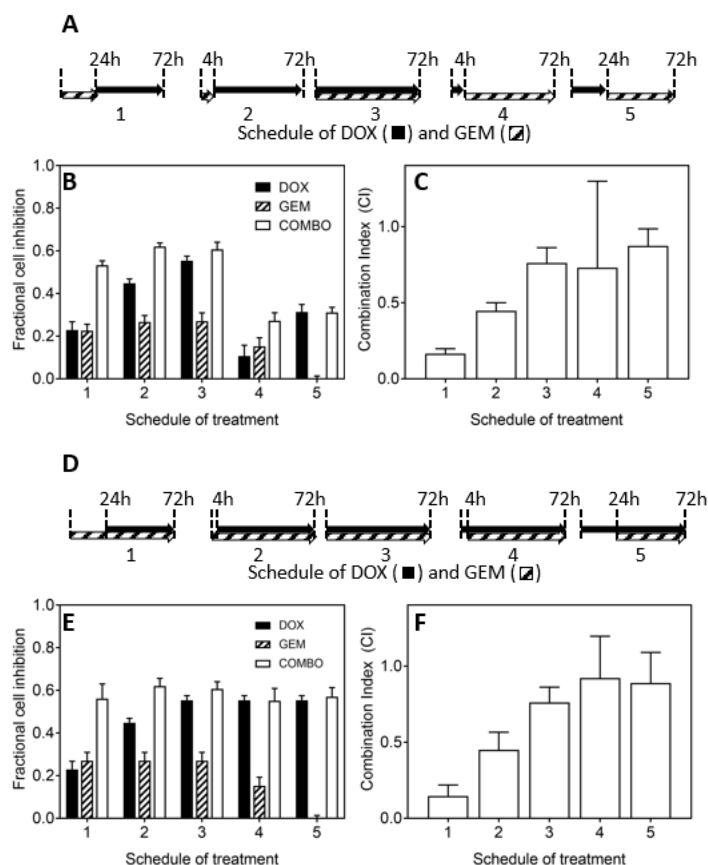 A
24h 72h 4h 72h 72h 4h 72h 24h 72h
1 2 3 4 5
Schedule of DOX (■) and GEM (▨)
B
Fractional cell inhibition
1.0
0.8
0.6
0.4
0.2
0.0
DOX
GEM
COMBO
1 2 3 4 5
Schedule of treatment
C
Combination Index (CI)
1.0
0.5
0.0
1 2 3 4 5
Schedule of treatment
D
24h 72h 4h 72h 72h 4h 72h 24h 72h
1 2 3 4 5
Schedule of DOX (■) and GEM (▨)
E
Fractional cell inhibition
1.0
0.8
0.6
0.4
0.2
0.0
DOX
GEM
COMBO
1 2 3 4 5
Schedule of treatment
F
Combination Index (CI)
1.0
0.5
0.0
1 2 3 4 5
Schedule of treatment